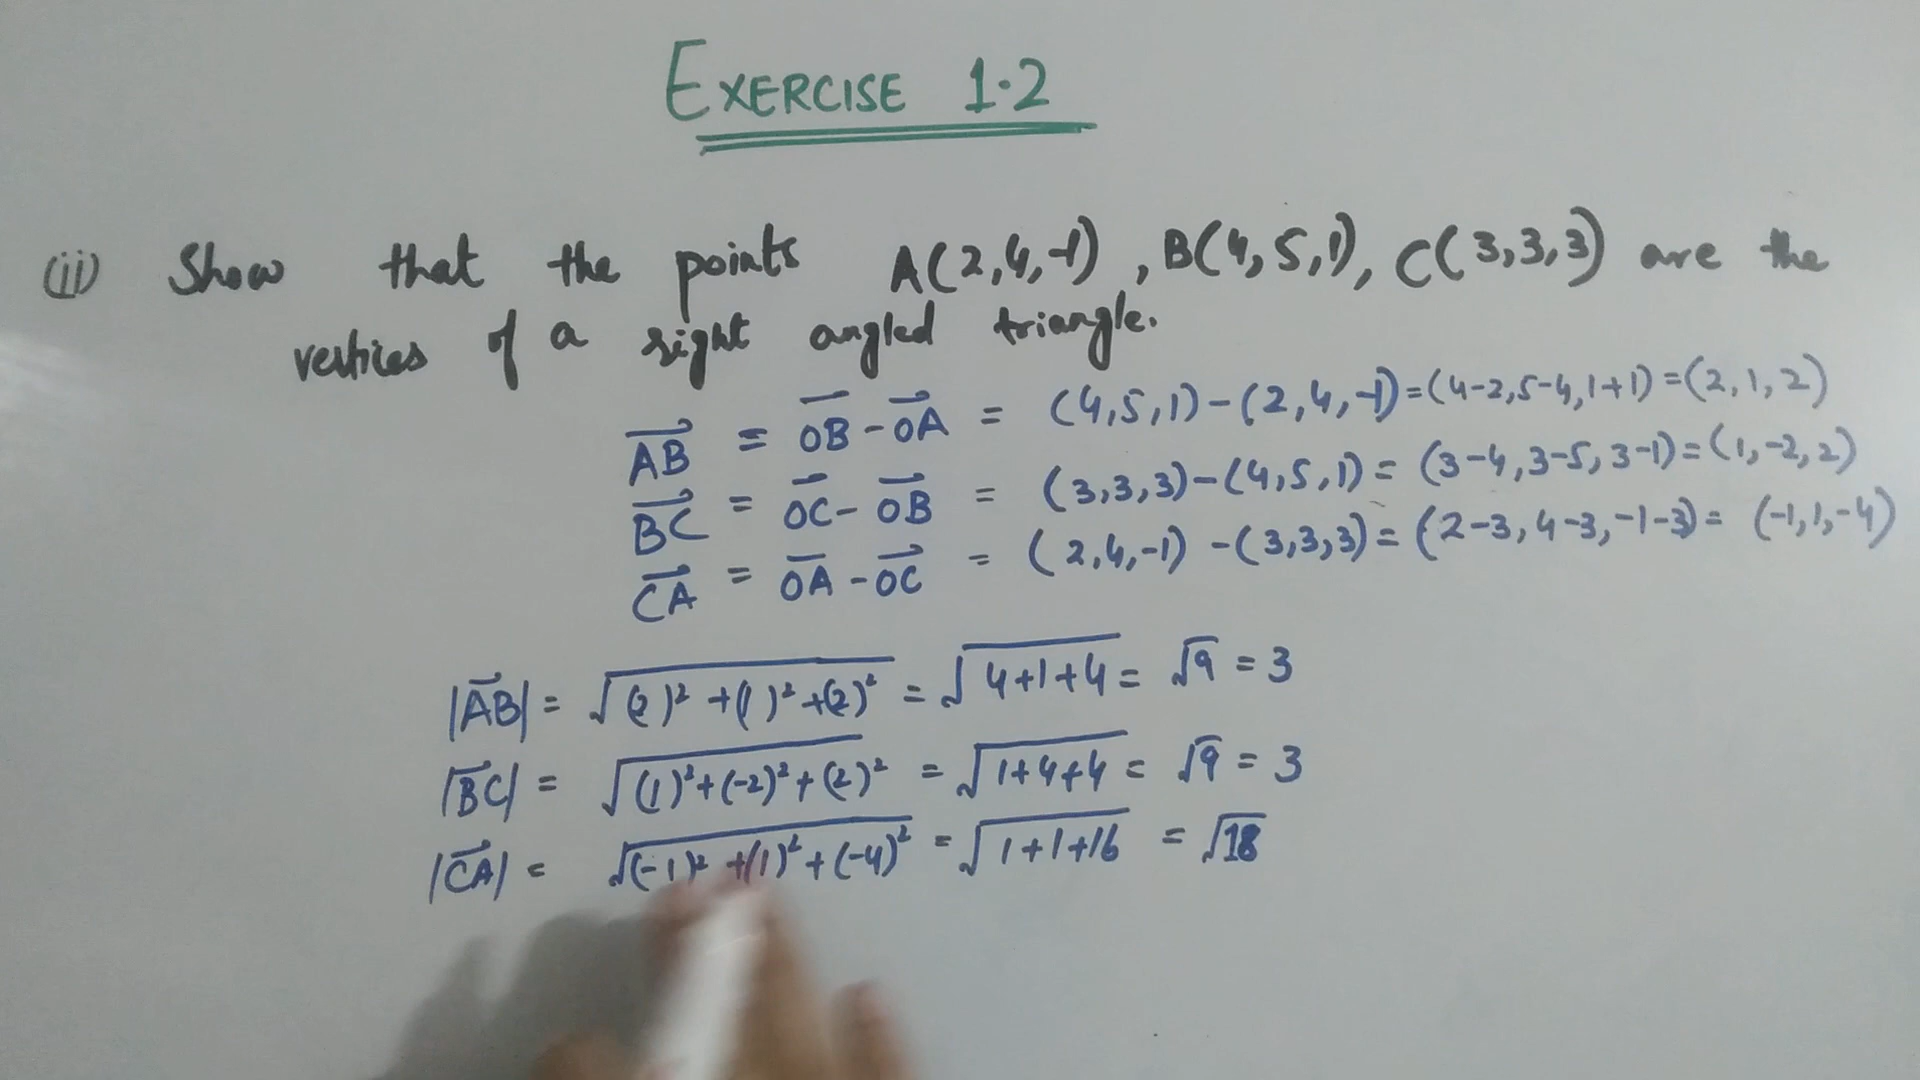 EXERCISE 1.2
(ii) Show that the points A(2,4,-1), B(4,5,1), C(3,3,3) are the
vertices of a right angled triangle.
AB = OB - OA = (4,5,1)-(2,4,-1)=(4-2,5-4,1+1)=(2,1,2)
BC = OC - OB = (3,3,3)-(4,5,1)= (3-4,3-5,3-1)=(1,-2,2)
CA = OA - OC = (2,4,-1) -(3,3,3)= (2-3,4-3,-1-3)= (-1,1,-4)
|AB| = √(2)² +(1)² +(2)² = √4+1+4 = √9 = 3
|BC| = √(1)²+(-2)²+(2)² = √1+4+4 = √9 = 3
|CA| = √(-1)² +(1)²+(-4)² = √1+1+16 = √18